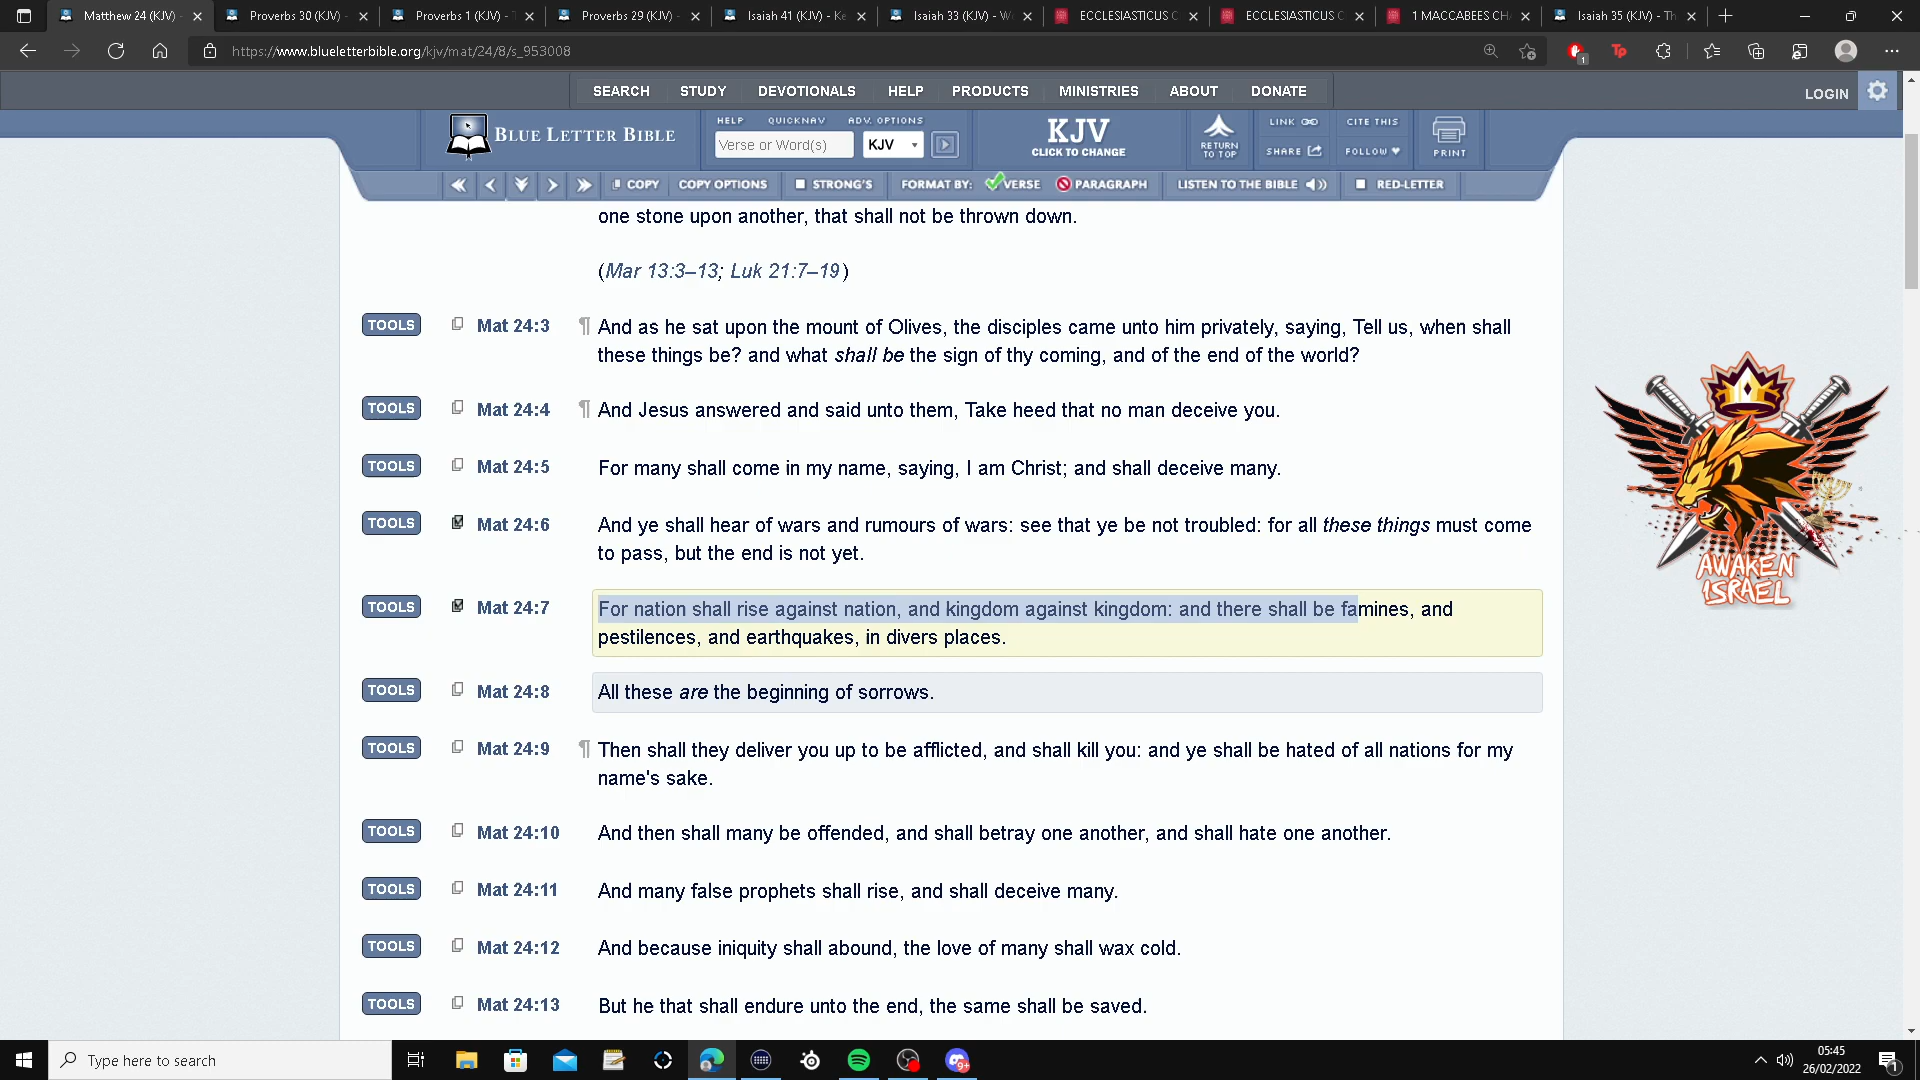 Matthew 24 (KJV) -
Proverbs 30 (KJV) -
Proverbs 1 (KJV) - T
Proverbs 29 (KJV) -
Isaiah 41 (KJV) - Ke
Isaiah 33 (KJV) - W
ECCLESIASTICUS C
ECCLESIASTICUS C
1 MACCABEES CH
Isaiah 35 (KJV) - Th
https://www.blueletterbible.org/kjv/mat/24/8/s_953008
1
TP
SEARCH STUDY DEVOTIONALS HELP PRODUCTS MINISTRIES ABOUT DONATE
LOGIN
BLUE LETTER BIBLE
HELP QUICKNAV ADV. OPTIONS
Verse or Word(s)
KJV
KJV
CLICK TO CHANGE
RETURN
TO TOP
LINK
CITE THIS
SHARE
FOLLOW
PRINT
COPY COPY OPTIONS STRONG'S FORMAT BY: VERSE PARAGRAPH LISTEN TO THE BIBLE RED-LETTER
one stone upon another, that shall not be thrown down.
(Mar 13:3–13; Luk 21:7–19)
TOOLS Mat 24:3 ¶ And as he sat upon the mount of Olives, the disciples came unto him privately, saying, Tell us, when shall
these things be? and what shall be the sign of thy coming, and of the end of the world?
TOOLS Mat 24:4 ¶ And Jesus answered and said unto them, Take heed that no man deceive you.
TOOLS Mat 24:5 For many shall come in my name, saying, I am Christ; and shall deceive many.
TOOLS Mat 24:6 And ye shall hear of wars and rumours of wars: see that ye be not troubled: for all these things must come
to pass, but the end is not yet.
TOOLS Mat 24:7 For nation shall rise against nation, and kingdom against kingdom: and there shall be famines, and
pestilences, and earthquakes, in divers places.
TOOLS Mat 24:8 All these are the beginning of sorrows.
TOOLS Mat 24:9 ¶ Then shall they deliver you up to be afflicted, and shall kill you: and ye shall be hated of all nations for my
name's sake.
TOOLS Mat 24:10 And then shall many be offended, and shall betray one another, and shall hate one another.
TOOLS Mat 24:11 And many false prophets shall rise, and shall deceive many.
TOOLS Mat 24:12 And because iniquity shall abound, the love of many shall wax cold.
TOOLS Mat 24:13 But he that shall endure unto the end, the same shall be saved.
AWAKEN
ISRAEL
Type here to search
9+
05:45
26/02/2022
1